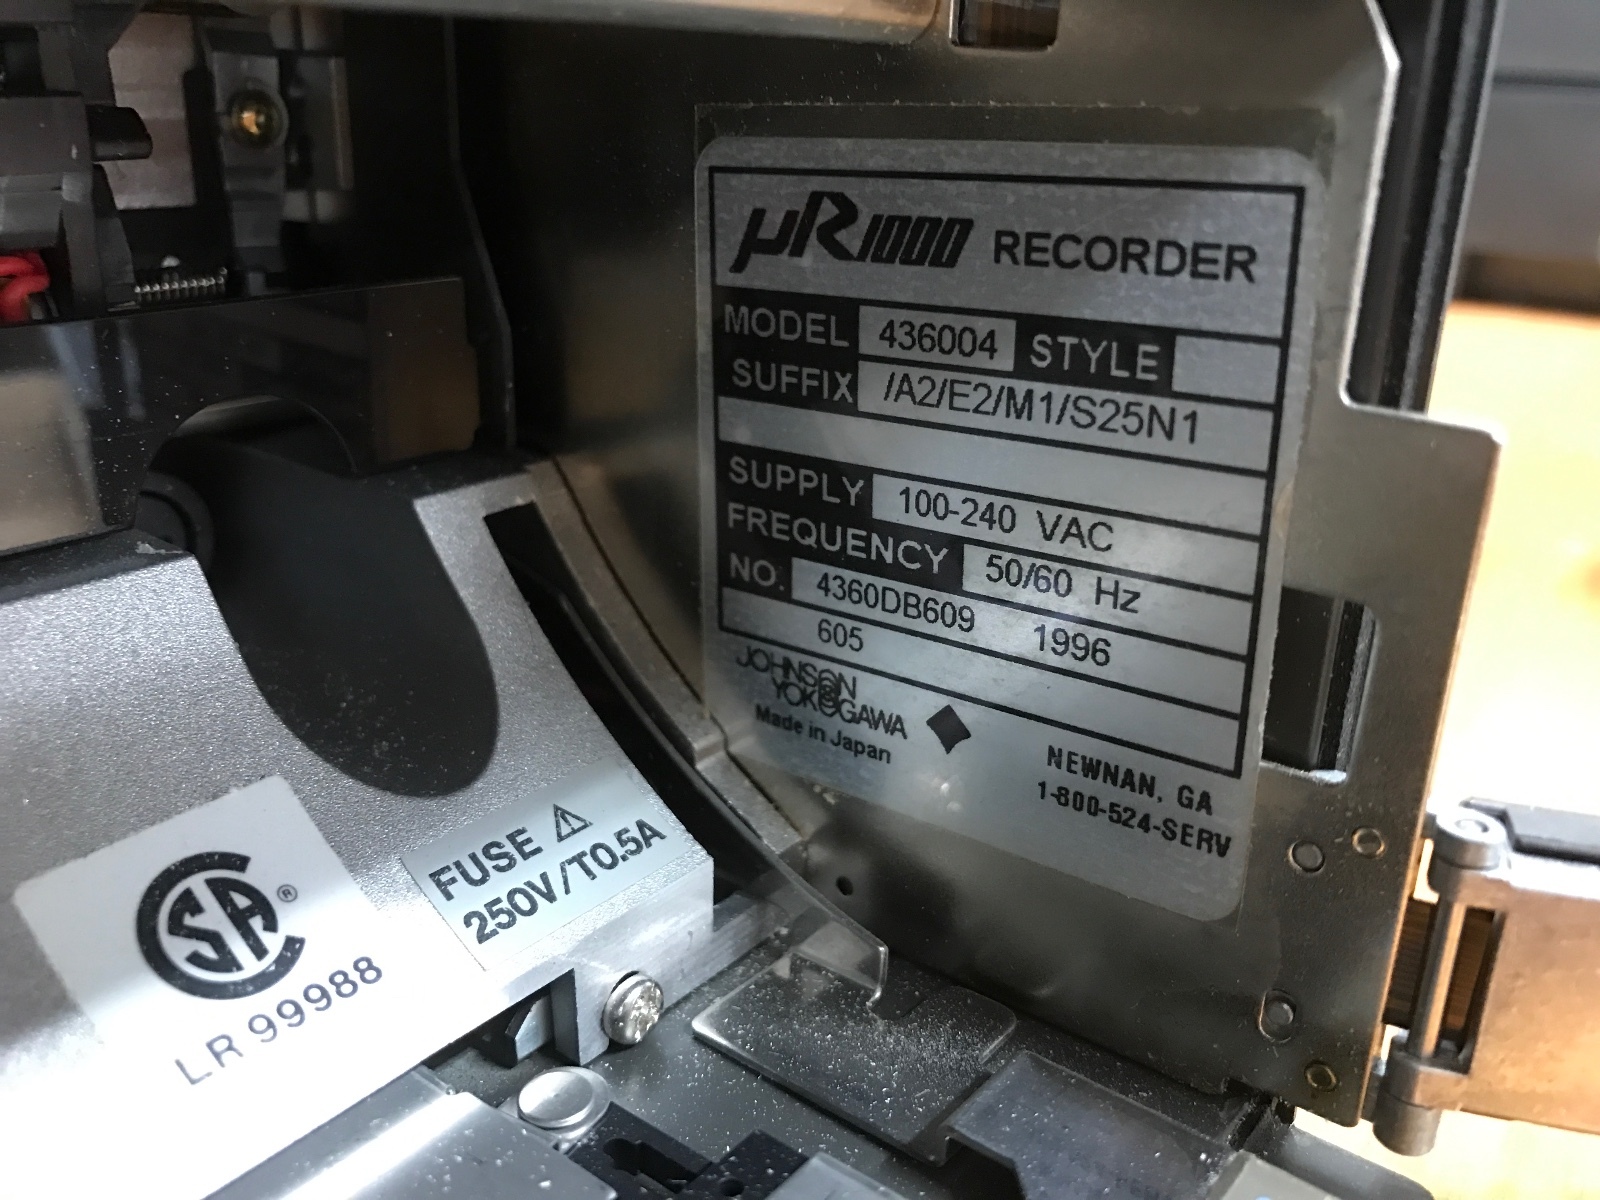 µR1000 RECORDER
MODEL 436004 STYLE
SUFFIX /A2/E2/M1/S25N1
SUPPLY 100-240 VAC
FREQUENCY 50/60 Hz
NO. 4360DB609 1996
605
JOHNSON
YOKOGAWA
Made in Japan
NEWNAN, GA
1-800-524-SERV
FUSE ⚠
250V/T0.5A
CSA ®
LR 99988